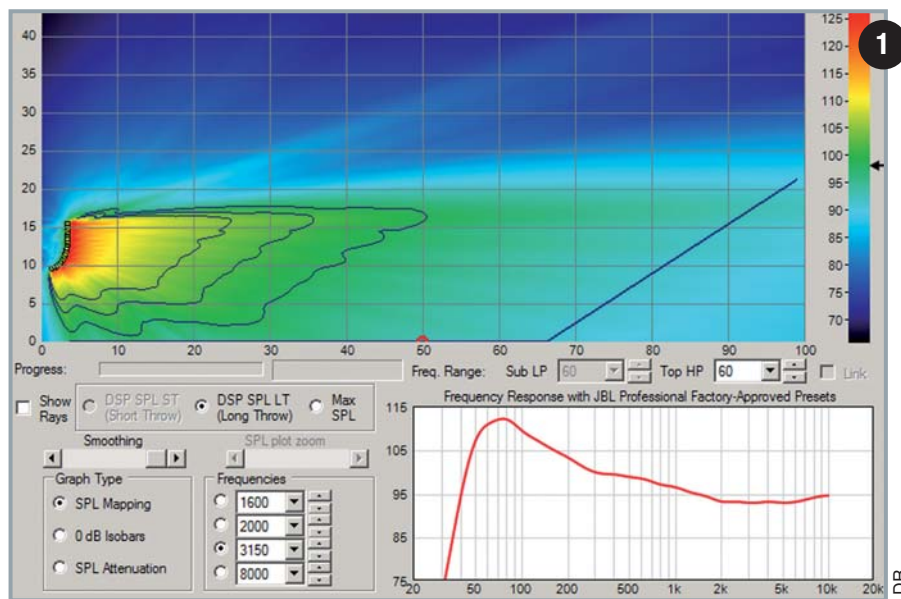 40
35
30
25
20
15
10
5
0
0 10 20 30 40 50 60 70 80 90 100
125-
120-
115-
110-
105-
100-
95-
90-
85-
80-
75-
70-
1
Progress:
Freq. Range: Sub LP 60 Top HP 60 Link
Show Rays
DSP SPL ST (Short Throw)
DSP SPL LT (Long Throw)
Max SPL
Smoothing
SPL plot zoom
Graph Type
SPL Mapping
0 dB Isobars
SPL Attenuation
Frequencies
1600
2000
3150
8000
Frequency Response with JBL Professional Factory-Approved Presets
115
105
95
85
75
20 50 100 200 500 1k 2k 5k 10k 20k
DR